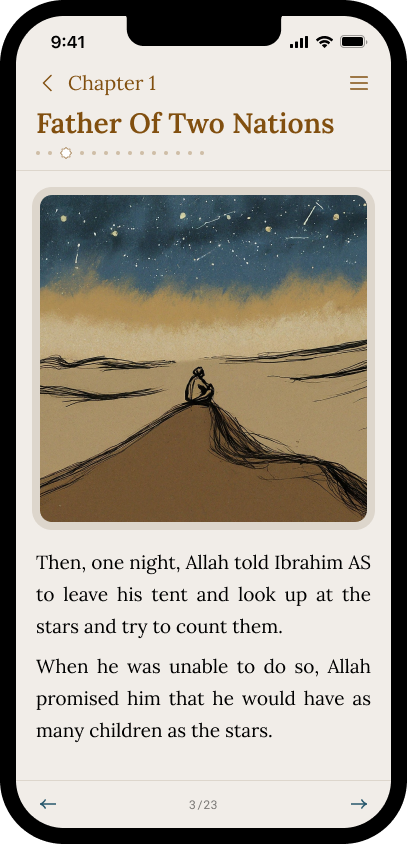 9:41
Chapter 1
Father Of Two Nations
Then, one night, Allah told Ibrahim AS
to leave his tent and look up at the
stars and try to count them.
When he was unable to do so, Allah
promised him that he would have as
many children as the stars.
3/23